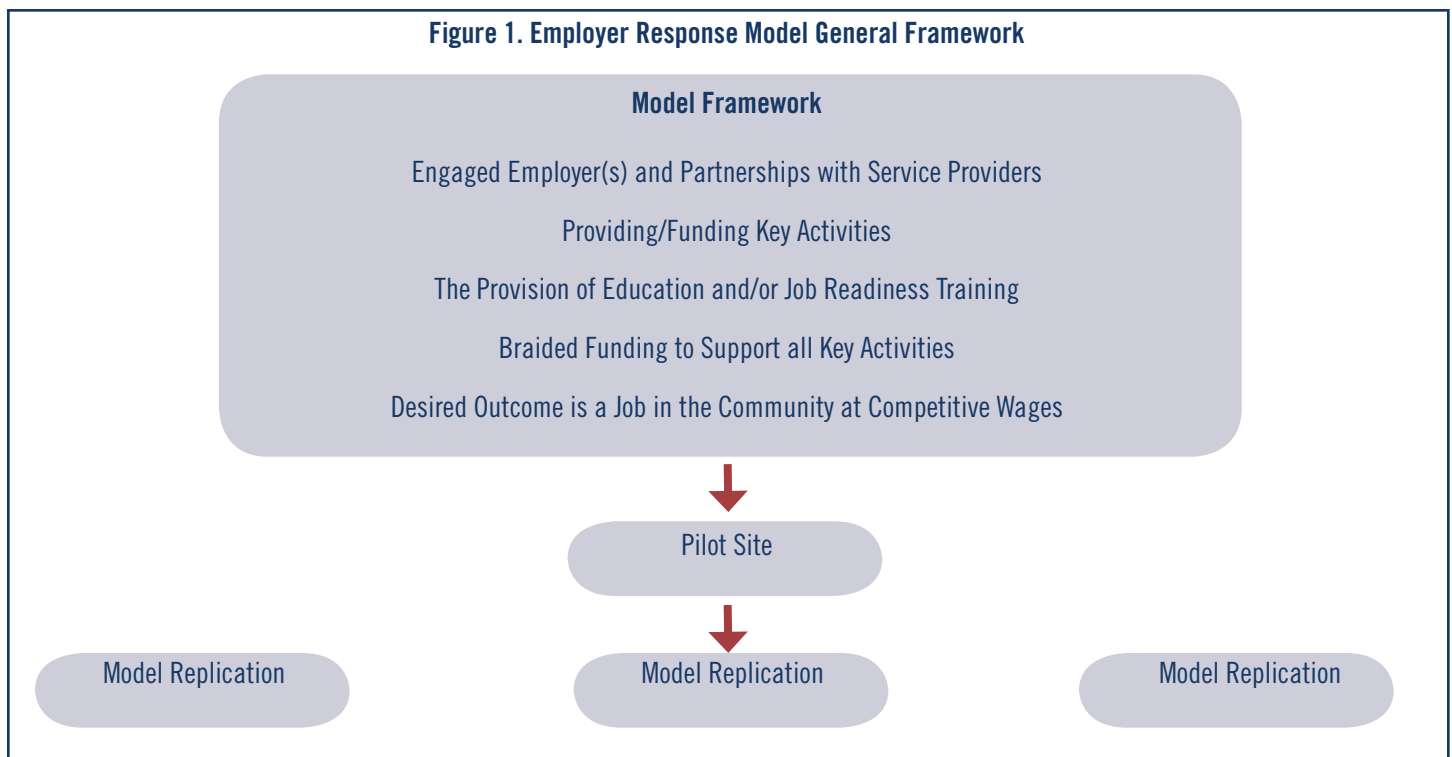 Figure 1. Employer Response Model General Framework
Model Framework
Engaged Employer(s) and Partnerships with Service Providers
Providing/Funding Key Activities
The Provision of Education and/or Job Readiness Training
Braided Funding to Support all Key Activities
Desired Outcome is a Job in the Community at Competitive Wages
Pilot Site
Model Replication
Model Replication
Model Replication